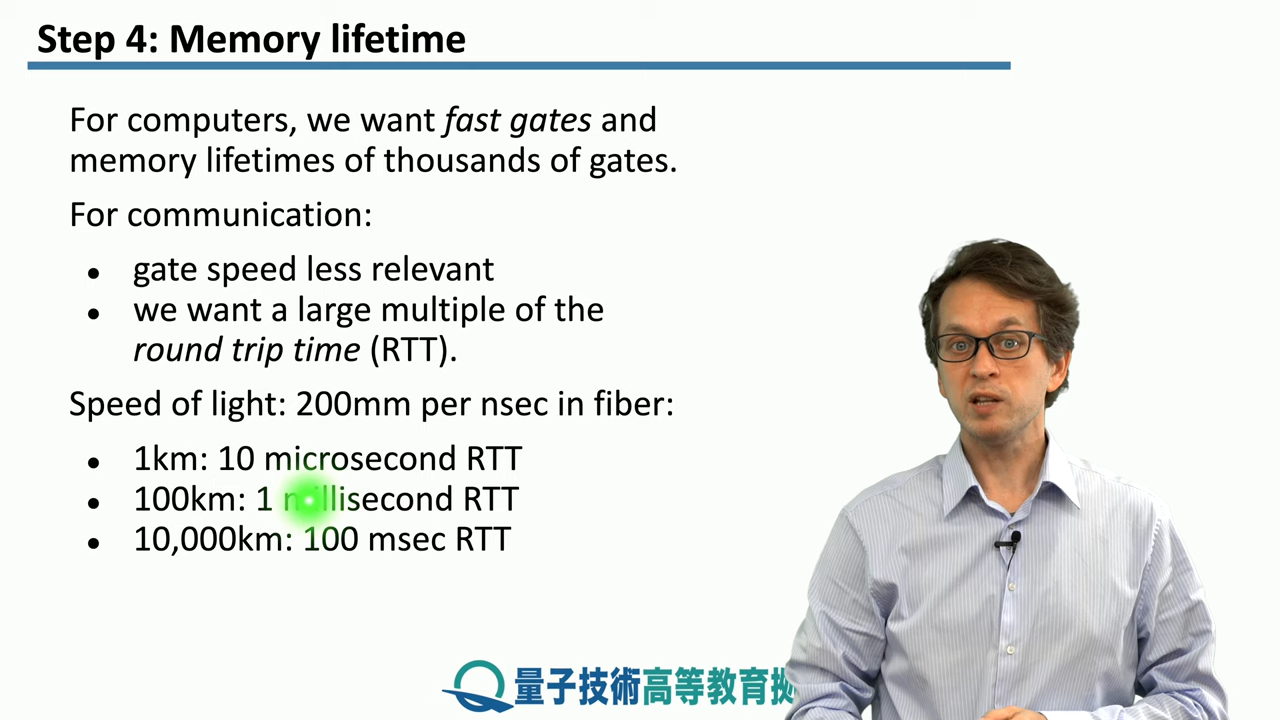 Step 4: Memory lifetime
For computers, we want fast gates and
memory lifetimes of thousands of gates.
For communication:
• gate speed less relevant
• we want a large multiple of the
round trip time (RTT).
Speed of light: 200mm per nsec in fiber:
• 1km: 10 microsecond RTT
• 100km: 1 millisecond RTT
• 10,000km: 100 msec RTT
量子技術高等教育拠